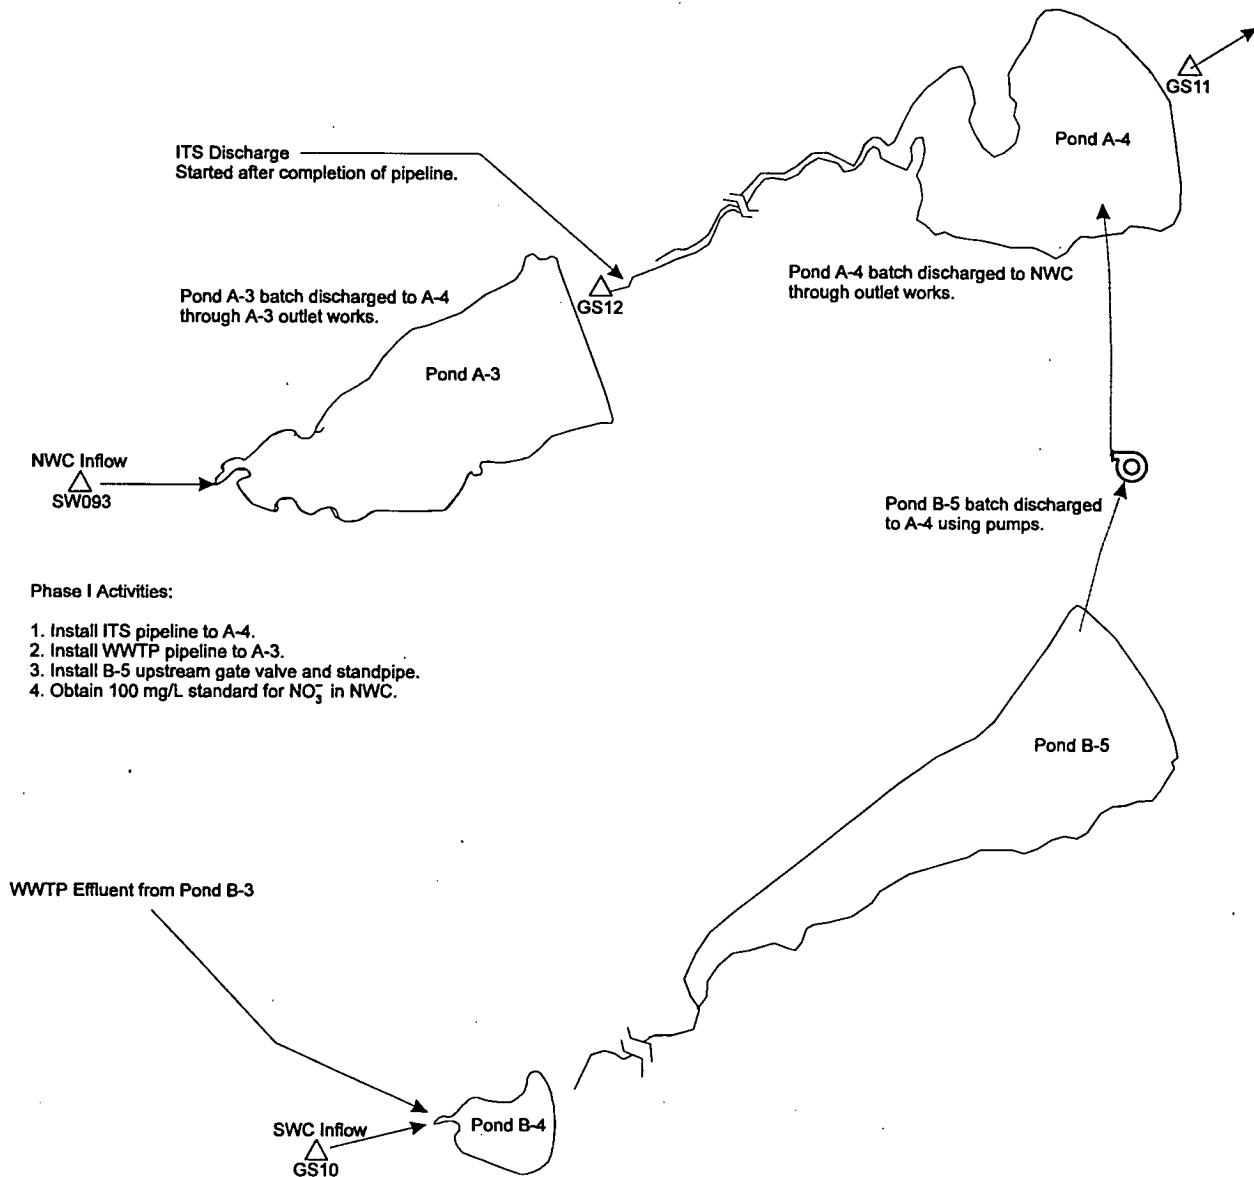 GS11
Pond A-4
ITS Discharge
Started after completion of pipeline.
Pond A-4 batch discharged to NWC
through outlet works.
Pond A-3 batch discharged to A-4
through A-3 outlet works.
GS12
Pond A-3
NWC Inflow
SW093
Pond B-5 batch discharged
to A-4 using pumps.
Phase I Activities:
1. Install ITS pipeline to A-4.
2. Install WWTP pipeline to A-3.
3. Install B-5 upstream gate valve and standpipe.
4. Obtain 100 mg/L standard for NO₃⁻ in NWC.
Pond B-5
WWTP Effluent from Pond B-3
SWC Inflow
GS10
Pond B-4